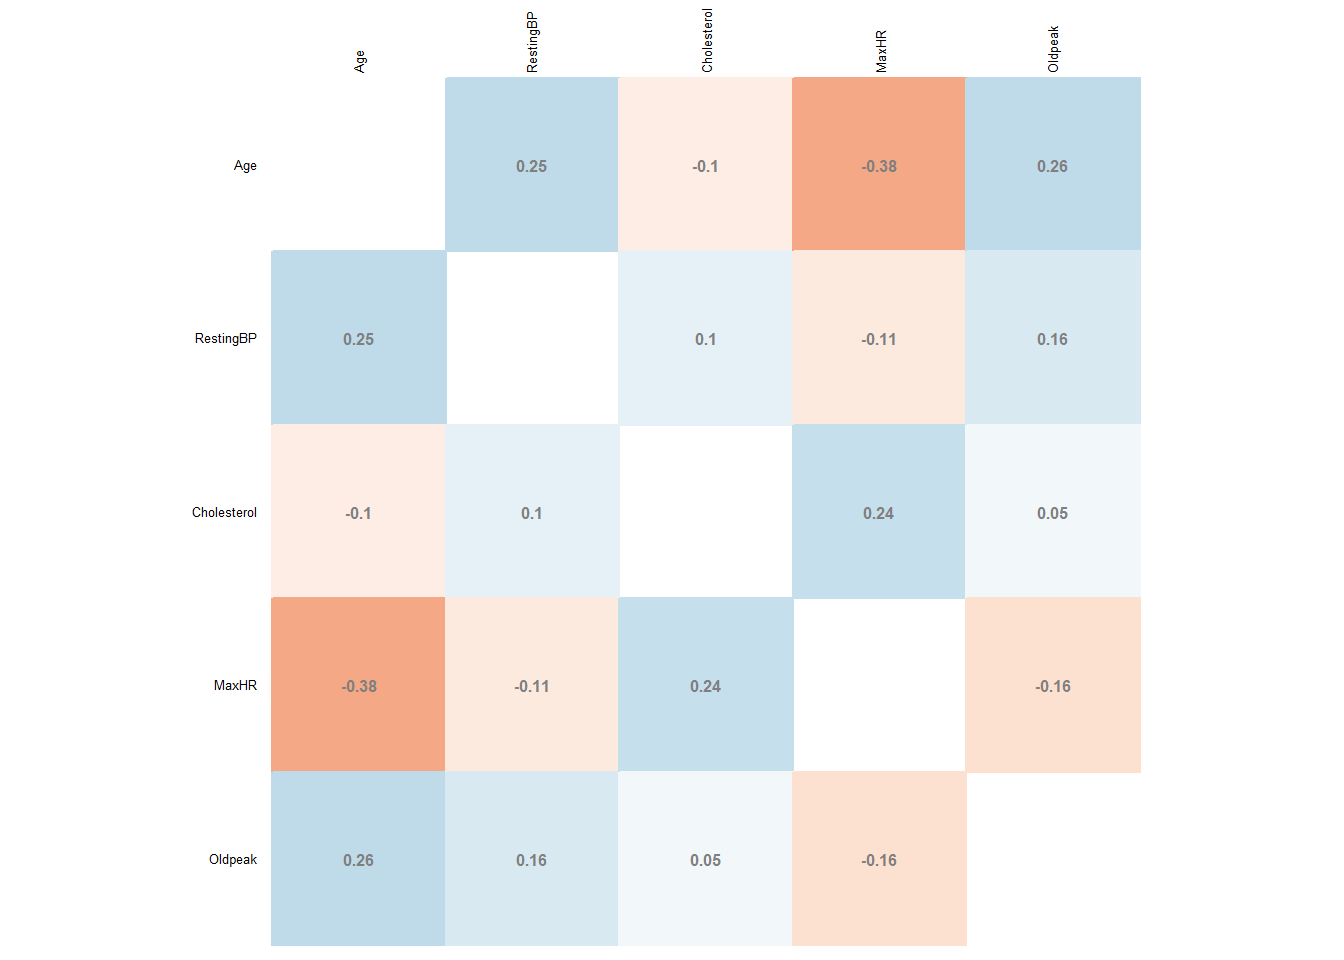 Age RestingBP Cholesterol MaxHR Oldpeak
Age 0.25 -0.1 -0.38 0.26
RestingBP 0.25 0.1 -0.11 0.16
Cholesterol -0.1 0.1 0.24 0.05
MaxHR -0.38 -0.11 0.24 -0.16
Oldpeak 0.26 0.16 0.05 -0.16